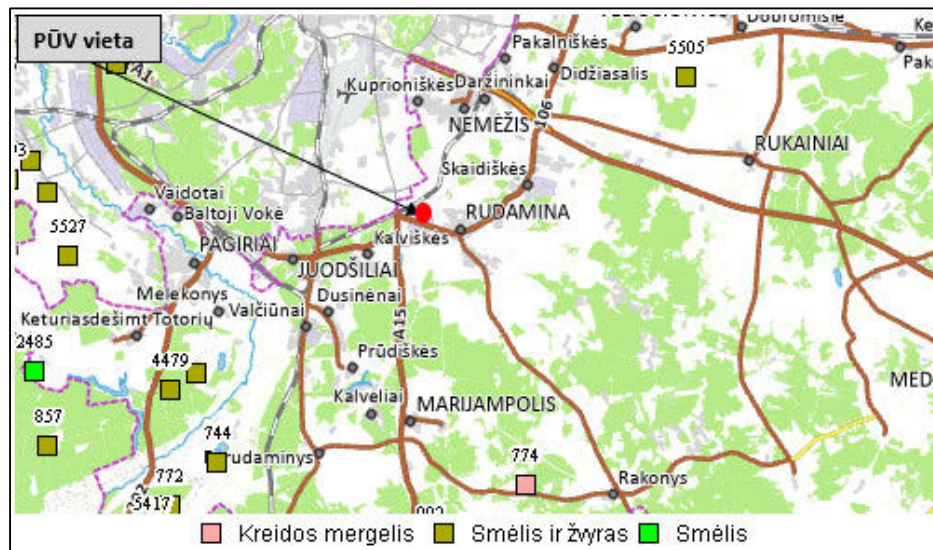 PŪV vieta
A1
5505
Dobromislė
Pakalniškės
Didžiasalis
Kuprioniškės
Daržininkai
NEMĖŽIS
106
RUKAINIAI
Skaidiškės
Vaidotai
Baltoji Vokė
RUDAMINA
5527
PAGIRIAI
Kalviškės
JUODŠILIAI
Melekonys
Valčiūnai
Dusinėnai
Keturiasdešimt Totorių
2485
A15
4479
Prūdiškės
Kalveliai
MED
857
MARIJAMPOLIS
744
774
772
Rakonys
5417
Kreidos mergelis
Smėlis ir žvyras
Smėlis